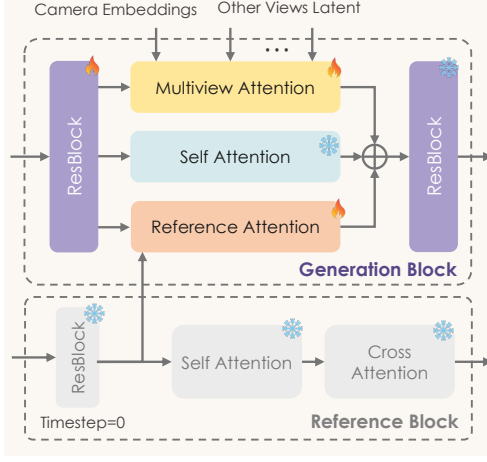 Camera Embeddings
Other Views Latent
...
ResBlock
Multiview Attention
Self Attention
Reference Attention
ResBlock
Generation Block
ResBlock
Self Attention
Cross
Attention
Timestep=0
Reference Block